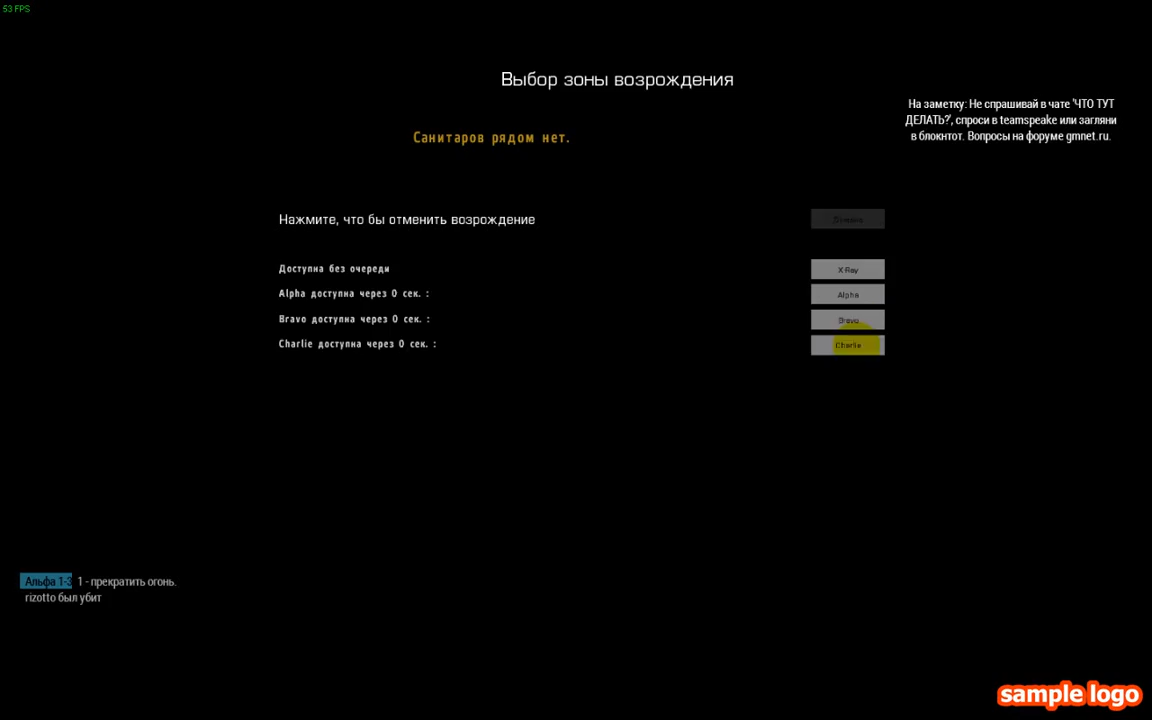 53 FPS
Выбор зоны возрождения
На заметку: Не спрашивай в чате 'ЧТО ТУТ
ДЕЛАТЬ?', спроси в teamspeake или загляни
в блокнтот. Вопросы на форуме gmnet.ru.
Санитаров рядом нет.
Нажмите, что бы отменить возрождение
Доступна без очереди
X-Ray
Alpha доступна через 0 сек. :
Alpha
Bravo доступна через 0 сек. :
Bravo
Charlie доступна через 0 сек. :
Charlie
Альфа 1-3 1 - прекратить огонь.
rizotto был убит
sample logo